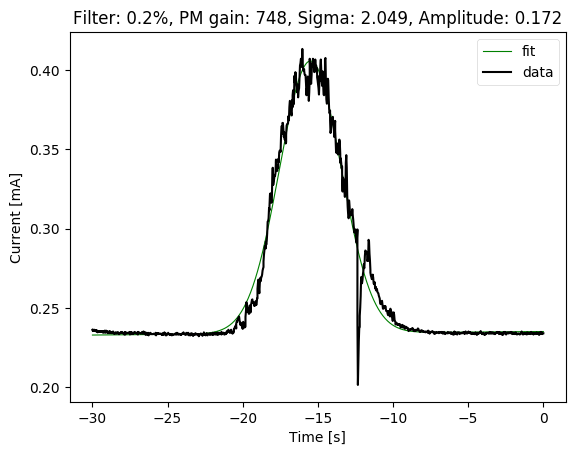 Filter: 0.2%, PM gain: 748, Sigma: 2.049, Amplitude: 0.172
fit
data
0.40
0.35
0.30
0.25
0.20
Current [mA]
−30
−25
−20
−15
−10
−5
0
Time [s]